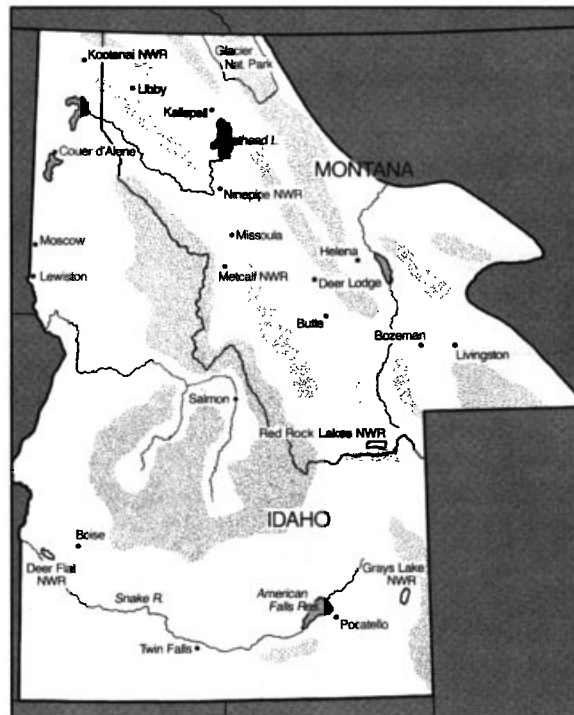 Glacier
Nat. Park
Kootenai NWR
Libby
Kalispell
Flathead L.
Couer d'Alene
MONTANA
Ninepipe NWR
Moscow
Missoula
Helena
Lewiston
Metcalf NWR
Deer Lodge
Butte
Bozeman
Livingston
Salmon
Red Rock Lakes NWR
IDAHO
Boise
Deer Flat
NWR
Grays Lake
NWR
Snake R.
American
Falls Res.
Pocatello
Twin Falls